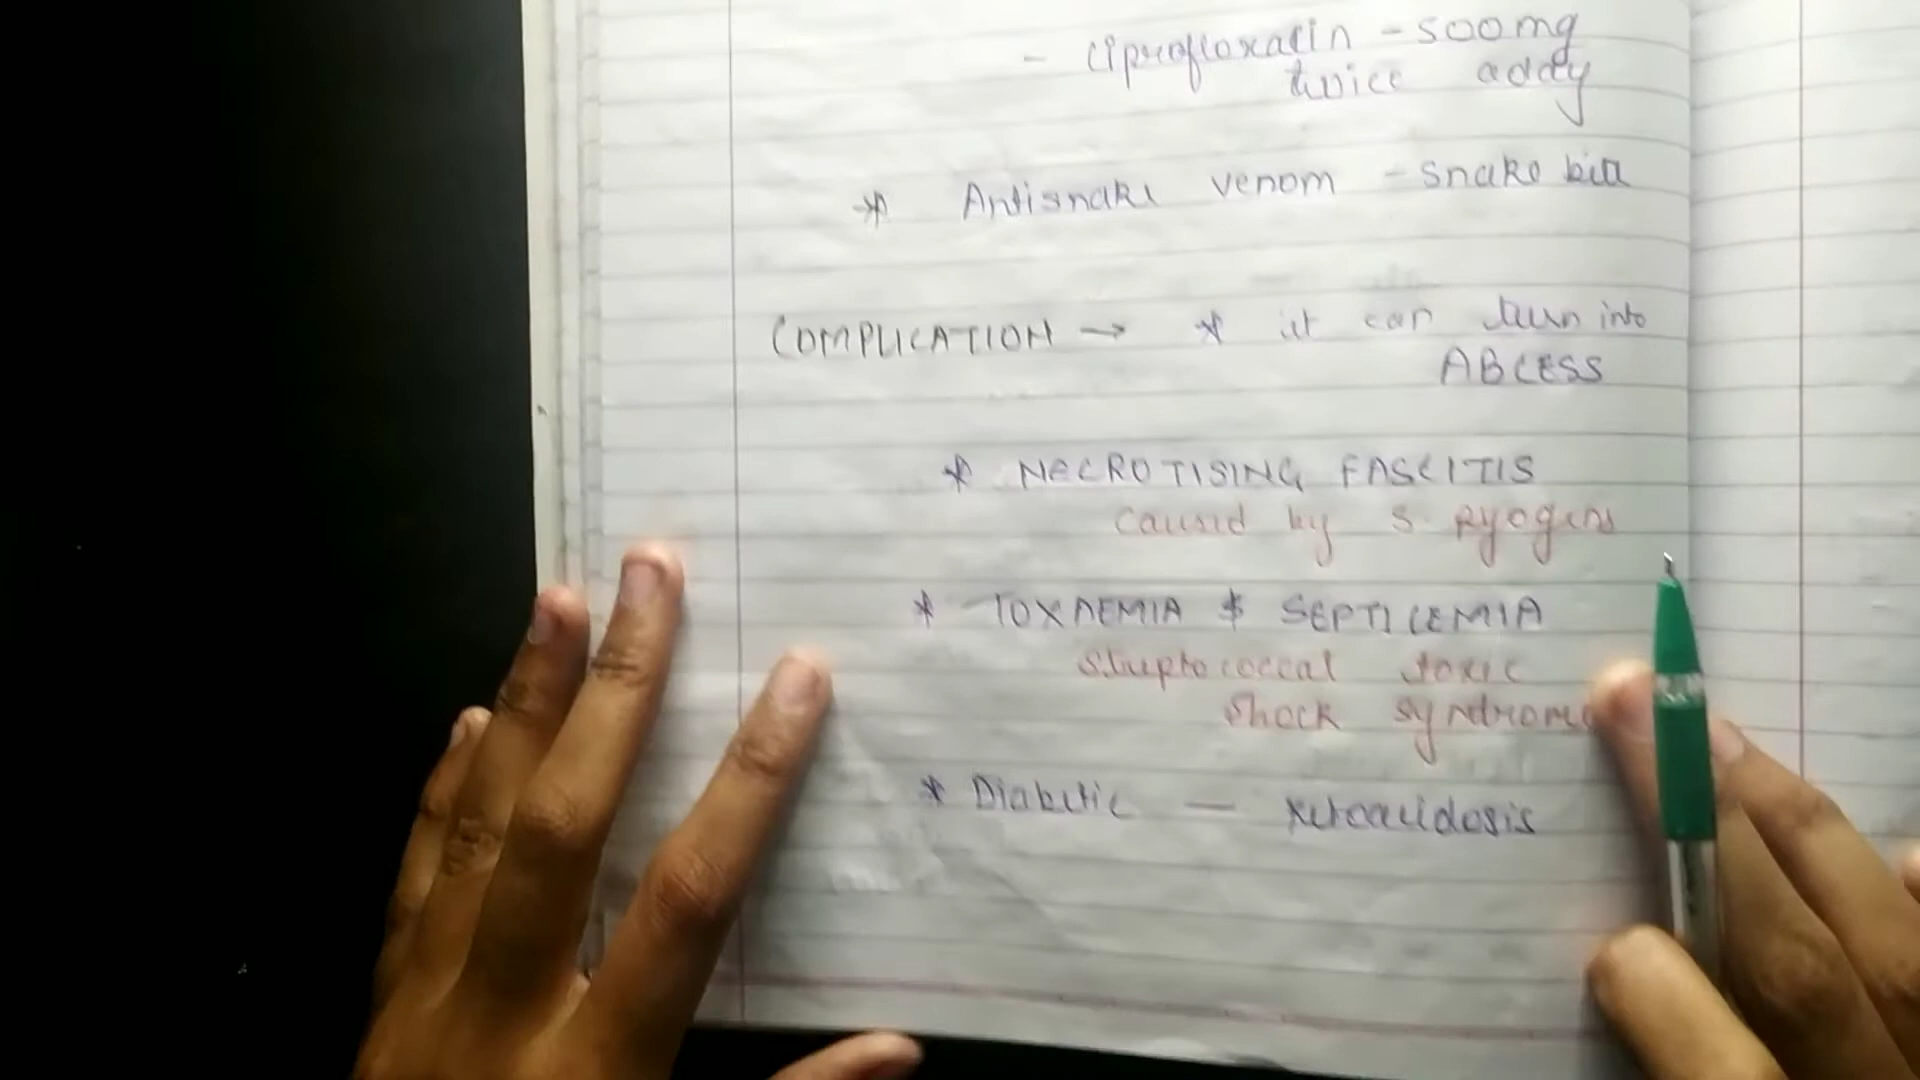 - Ciprofloxacin - 500mg
twice aday
* Antisnake venom - snake bite
COMPLICATION → * it can turn into
ABCESS
* NECROTISING FASCITIS
caused by S. pyogens
* TOXAEMIA & SEPTICEMIA
Streptococcal toxic
shock syndrome
* Diabetic — ketoacidosis